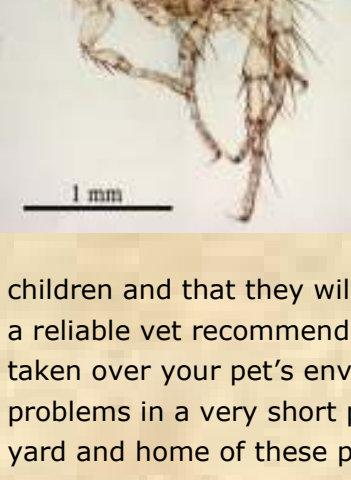 1 mm
children and that they wil
a reliable vet recommend
taken over your pet’s env
problems in a very short p
yard and home of these p